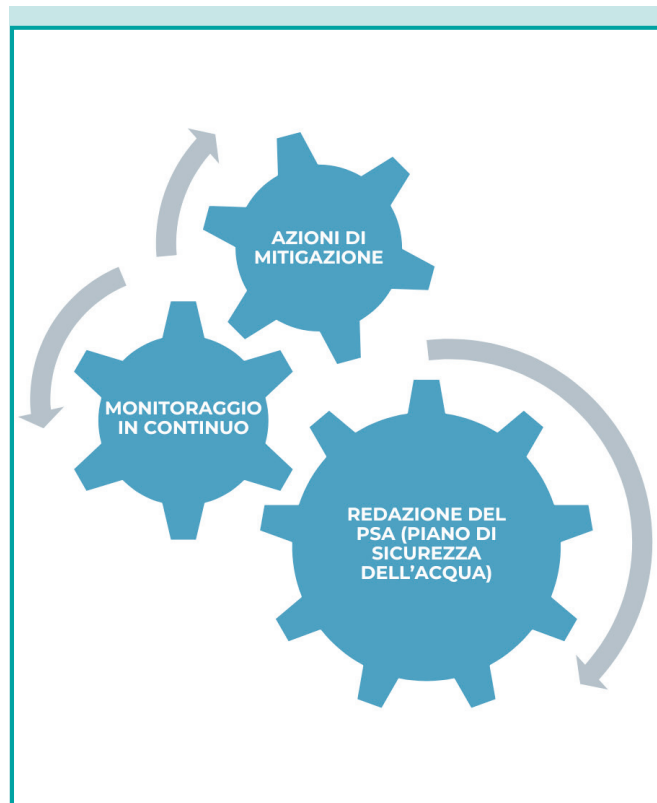 AZIONI DI
MITIGAZIONE
MONITORAGGIO
IN CONTINUO
REDAZIONE DEL
PSA (PIANO DI
SICUREZZA
DELL’ACQUA)